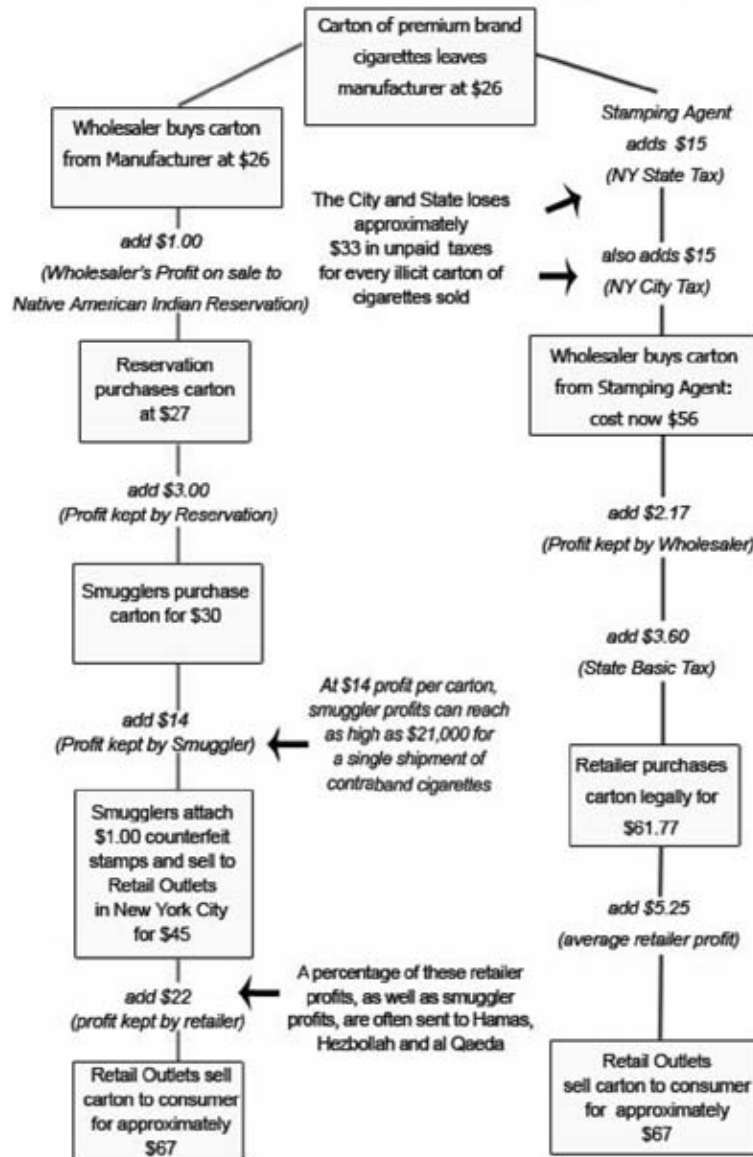 Carton of premium brand
cigarettes leaves
manufacturer at $26
Wholesaler buys carton
from Manufacturer at $26
add $1.00
(Wholesaler's Profit on sale to
Native American Indian Reservation)
Reservation
purchases carton
at $27
add $3.00
(Profit kept by Reservation)
Smugglers purchase
carton for $30
add $14
(Profit kept by Smuggler)
At $14 profit per carton,
smuggler profits can reach
as high as $21,000 for
a single shipment of
contraband cigarettes
Smugglers attach
$1.00 counterfeit
stamps and sell to
Retail Outlets
in New York City
for $45
add $22
(profit kept by retailer)
A percentage of these retailer
profits, as well as smuggler
profits, are often sent to Hamas,
Hezbollah and al Qaeda
Retail Outlets sell
carton to consumer
for approximately
$67
Stamping Agent
adds $15
(NY State Tax)
The City and State loses
approximately
$33 in unpaid taxes
for every illicit carton of
cigarettes sold
also adds $15
(NY City Tax)
Wholesaler buys carton
from Stamping Agent:
cost now $56
add $2.17
(Profit kept by Wholesaler)
add $3.60
(State Basic Tax)
Retailer purchases
carton legally for
$61.77
add $5.25
(average retailer profit)
Retail Outlets
sell carton to consumer
for approximately
$67